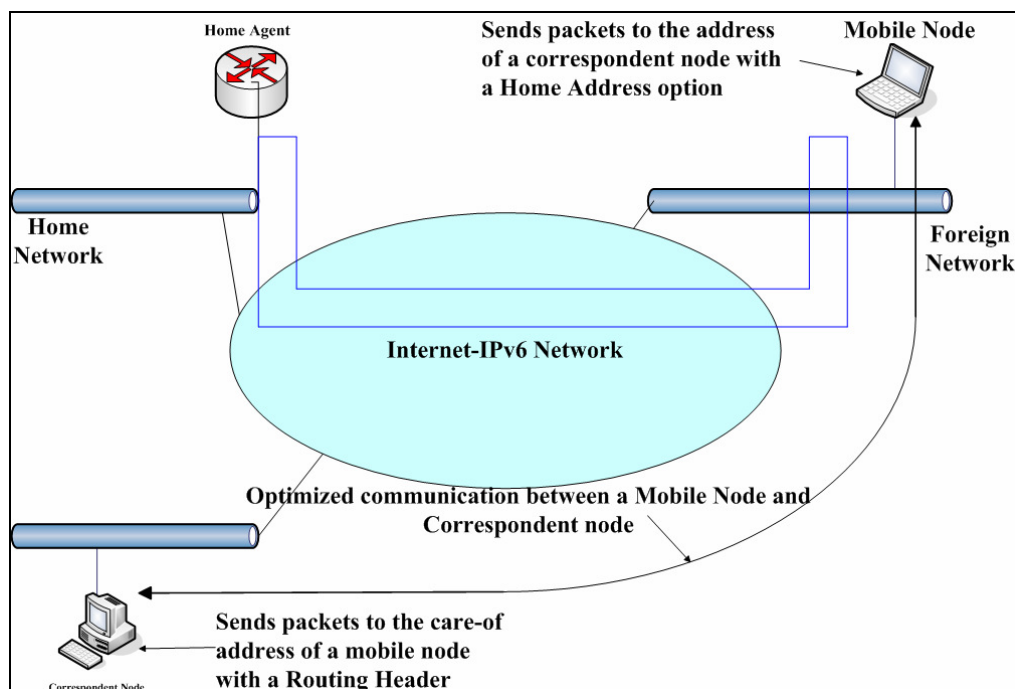 Home Agent
Sends packets to the address
of a correspondent node with
a Home Address option
Mobile Node
Home
Network
Foreign
Network
Internet-IPv6 Network
Optimized communication between a Mobile Node and
Correspondent node
Sends packets to the care-of
address of a mobile node
with a Routing Header
Correspondent Node